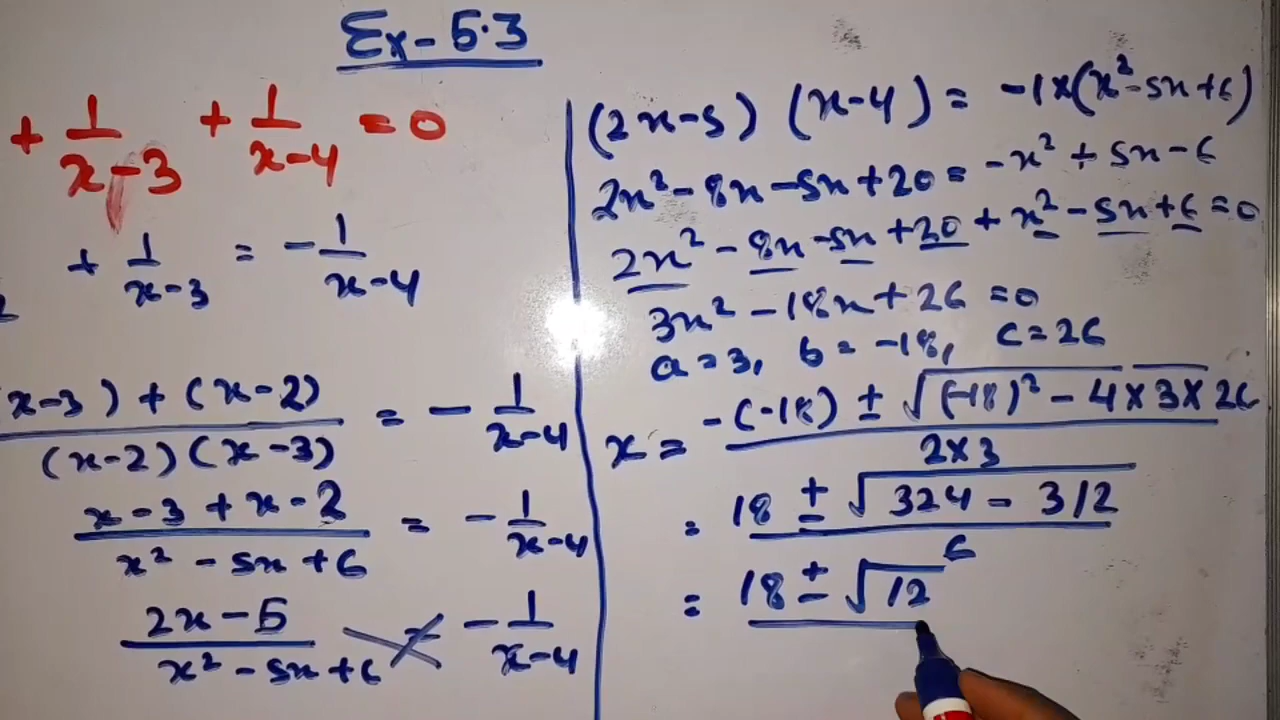 Ex-5.3
+ 1/(x-3) + 1/(x-4) = 0
+ 1/(x-3) = -1/(x-4)
(x-3)+(x-2)/(x-2)(x-3) = -1/(x-4)
x-3+x-2/x²-5x+6 = -1/(x-4)
2x-5/x²-5x+6 = -1/(x-4)
(2x-5) (x-4) = -1×(x²-5x+6)
2x²-8x-5x+20 = -x²+5x-6
2x²-8x-5x+20+x²-5x+6=0
3x²-18x+26=0
a=3, b=-18, c=26
x = -(-18) ± √(-18)²-4×3×26 / 2×3
= 18 ± √324-312 / 6
= 18 ± √12